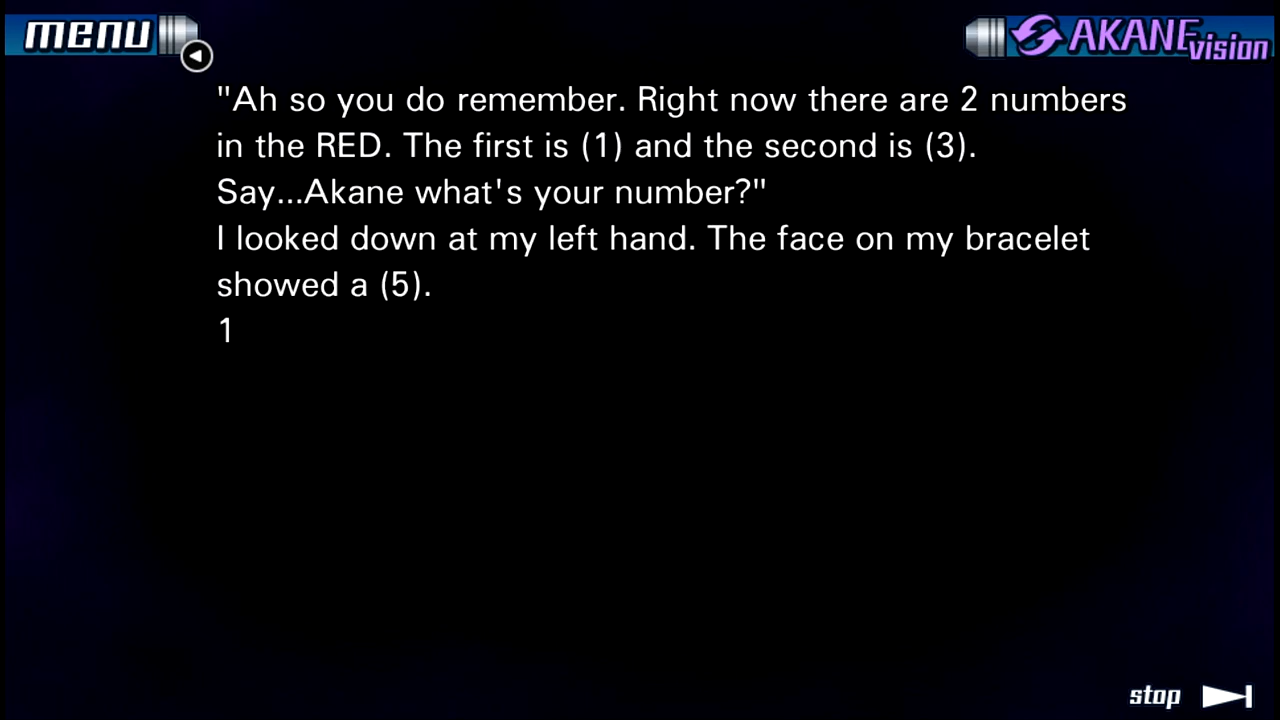 menu
AKANE vision
"Ah so you do remember. Right now there are 2 numbers
in the RED. The first is (1) and the second is (3).
Say...Akane what's your number?"
I looked down at my left hand. The face on my bracelet
showed a (5).
1
stop